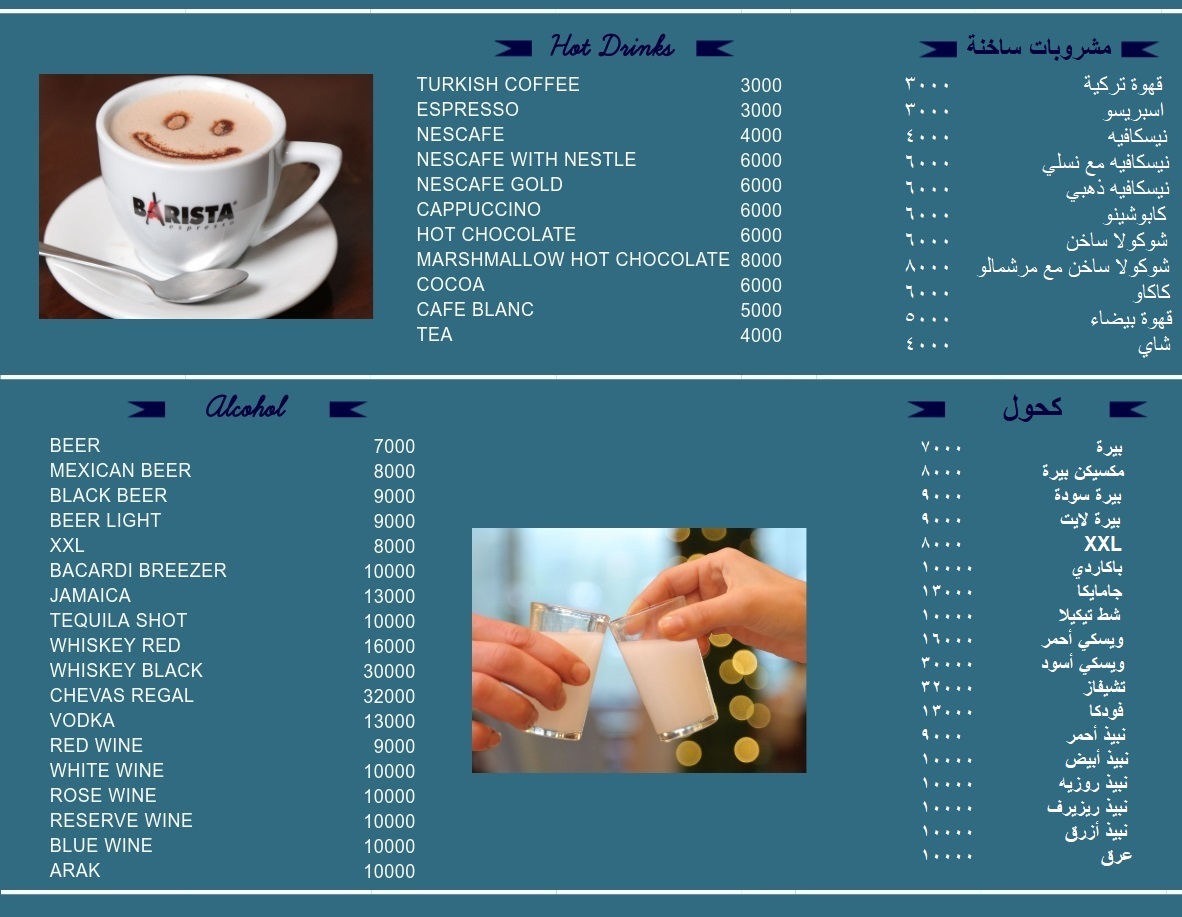 Hot Drinks
TURKISH COFFEE 3000
ESPRESSO 3000
NESCAFE 4000
NESCAFE WITH NESTLE 6000
NESCAFE GOLD 6000
CAPPUCCINO 6000
HOT CHOCOLATE 6000
MARSHMALLOW HOT CHOCOLATE 8000
COCOA 6000
CAFE BLANC 5000
TEA 4000
مشروبات ساخنة
قهوة تركية ٣٠٠٠
اسبريسو ٣٠٠٠
نيسكافيه ٤٠٠٠
نيسكافيه مع نسلي ٦٠٠٠
نيسكافيه ذهبي ٦٠٠٠
كابوشينو ٦٠٠٠
شوكولا ساخن ٦٠٠٠
شوكولا ساخن مع مرشمالو ٨٠٠٠
كاكاو ٦٠٠٠
قهوة بيضاء ٥٠٠٠
شاي ٤٠٠٠
BARISTA
espresso
Alcohol
BEER 7000
MEXICAN BEER 8000
BLACK BEER 9000
BEER LIGHT 9000
XXL 8000
BACARDI BREEZER 10000
JAMAICA 13000
TEQUILA SHOT 10000
WHISKEY RED 16000
WHISKEY BLACK 30000
CHEVAS REGAL 32000
VODKA 13000
RED WINE 9000
WHITE WINE 10000
ROSE WINE 10000
RESERVE WINE 10000
BLUE WINE 10000
ARAK 10000
كحول
بيرة ٧٠٠٠
مكسيكن بيرة ٨٠٠٠
بيرة سودة ٩٠٠٠
بيرة لايت ٩٠٠٠
XXL ٨٠٠٠
باكاردي ١٠٠٠٠
جامايكا ١٣٠٠٠
شط تيكيلا ١٠٠٠٠
ويسكي أحمر ١٦٠٠٠
ويسكي أسود ٣٠٠٠٠
تشيفاز ٣٢٠٠٠
فودكا ١٣٠٠٠
نبيذ أحمر ٩٠٠٠
نبيذ أبيض ١٠٠٠٠
نبيذ روزيه ١٠٠٠٠
نبيذ ريزيرف ١٠٠٠٠
نبيذ أزرق ١٠٠٠٠
عرق ١٠٠٠٠